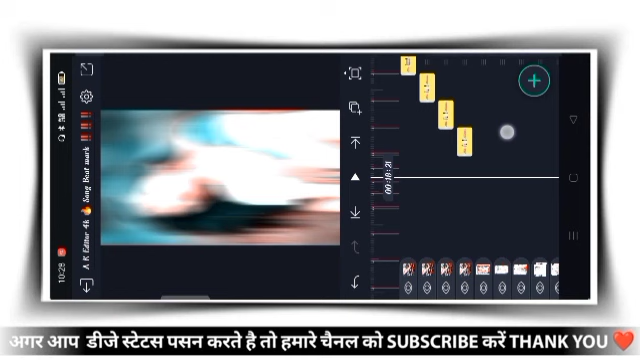 10:28
A K Editor 4k 🔥 Song Beat mark ‼️‼️
00:18:21
अगर आप डीजे स्टेटस पसन करते है तो हमारे चैनल को SUBSCRIBE करें THANK YOU ❤️